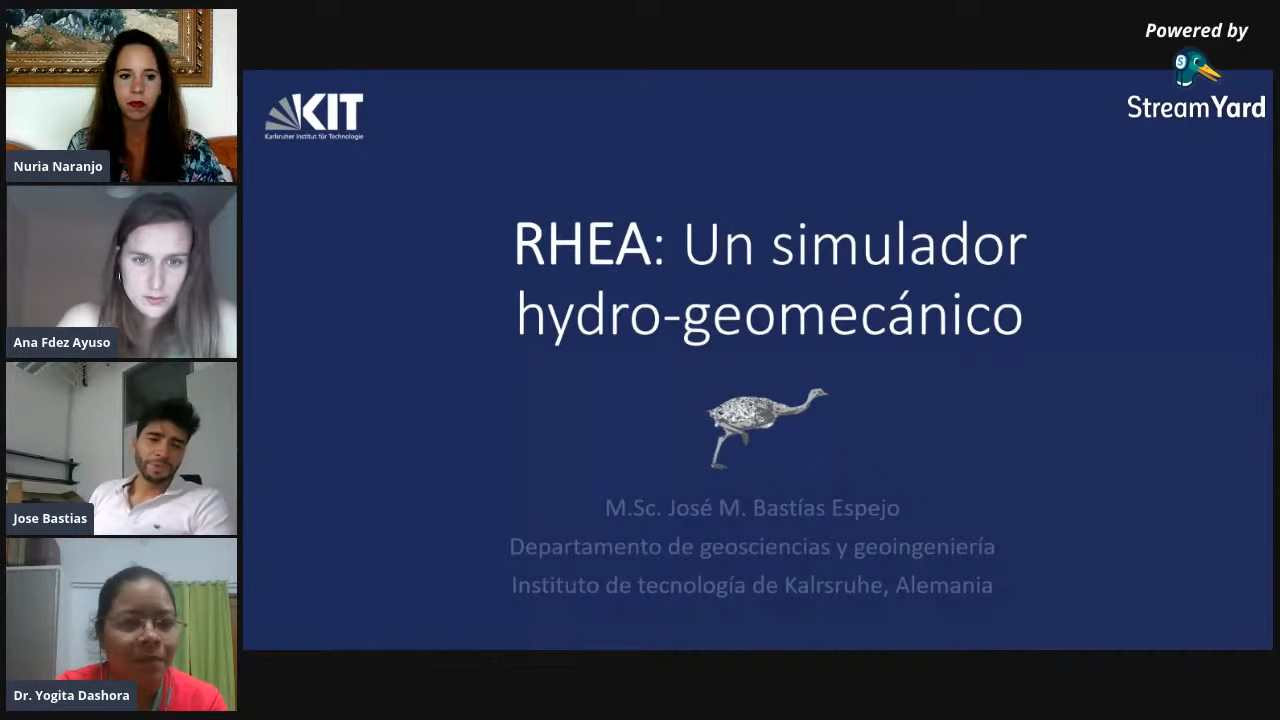 Powered by
StreamYard
KIT
Karlsruher Institut für Technologie
RHEA: Un simulador
hydro-geomecánico
M.Sc. José M. Bastías Espejo
Departamento de geosciencias y geoingeniería
Instituto de tecnología de Kalrsruhe, Alemania
Nuria Naranjo
Ana Fdez Ayuso
Jose Bastias
Dr. Yogita Dashora